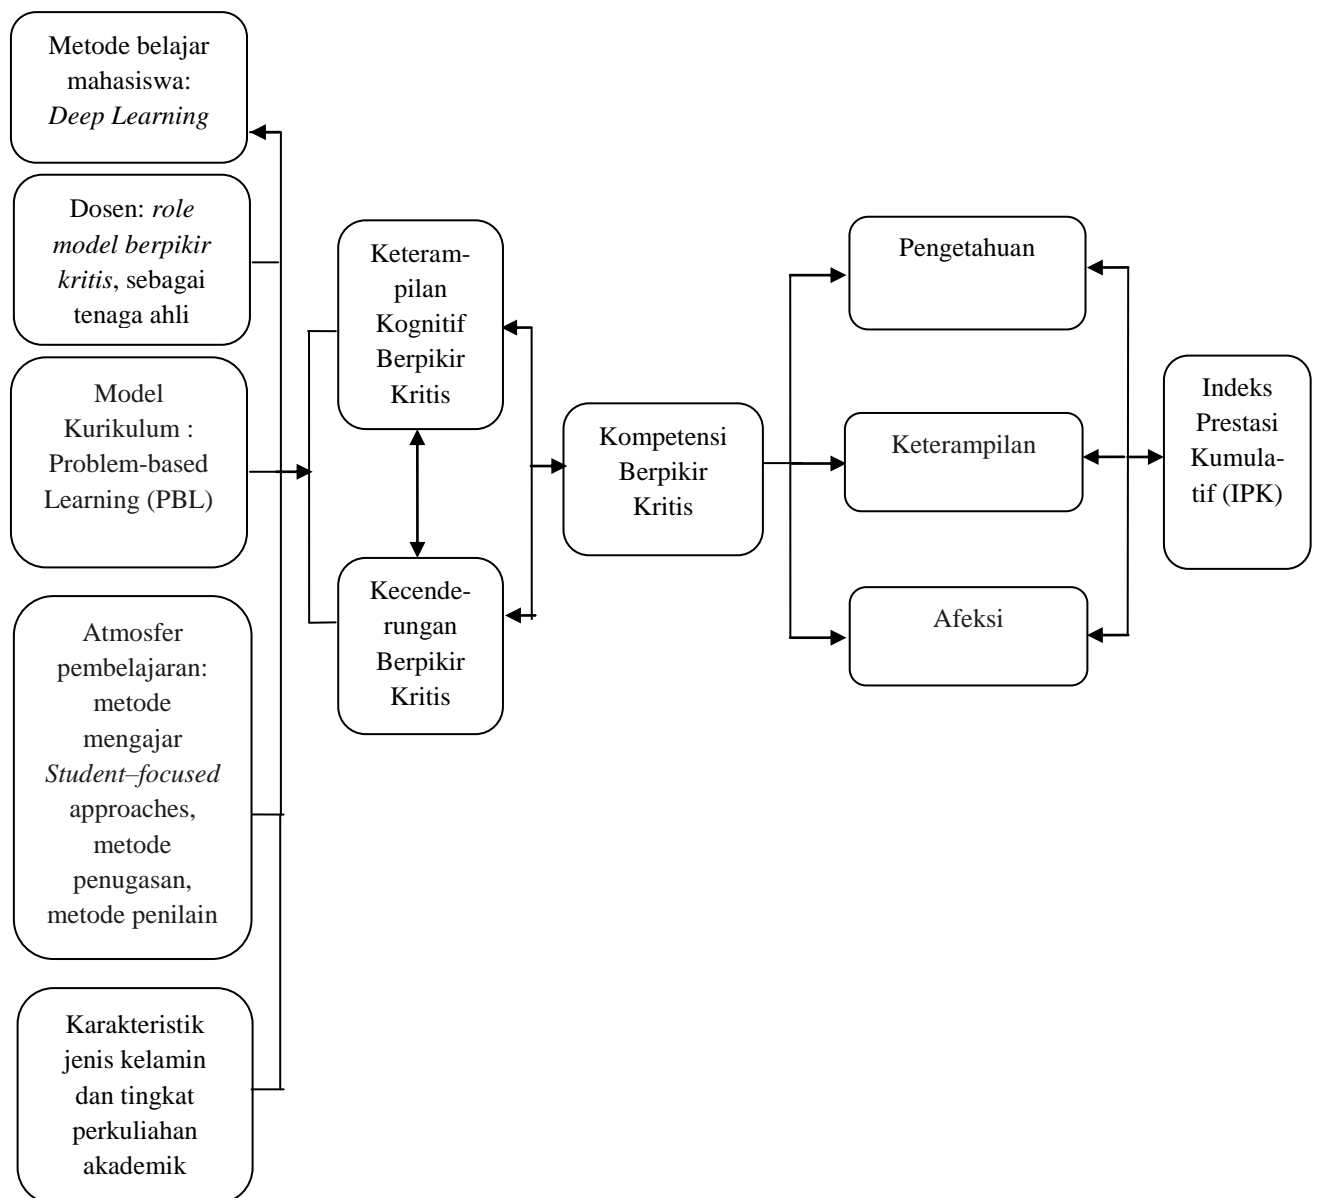 Metode belajar
mahasiswa:
Deep Learning
Dosen: role
model berpikir
kritis, sebagai
tenaga ahli
Model
Kurikulum :
Problem-based
Learning (PBL)
Atmosfer
pembelajaran:
metode
mengajar
Student–focused
approaches,
metode
penugasan,
metode penilain
Karakteristik
jenis kelamin
dan tingkat
perkuliahan
akademik
Keteram-
pilan
Kognitif
Berpikir
Kritis
Kecende-
rungan
Berpikir
Kritis
Kompetensi
Berpikir
Kritis
Pengetahuan
Keterampilan
Afeksi
Indeks
Prestasi
Kumula-
tif (IPK)